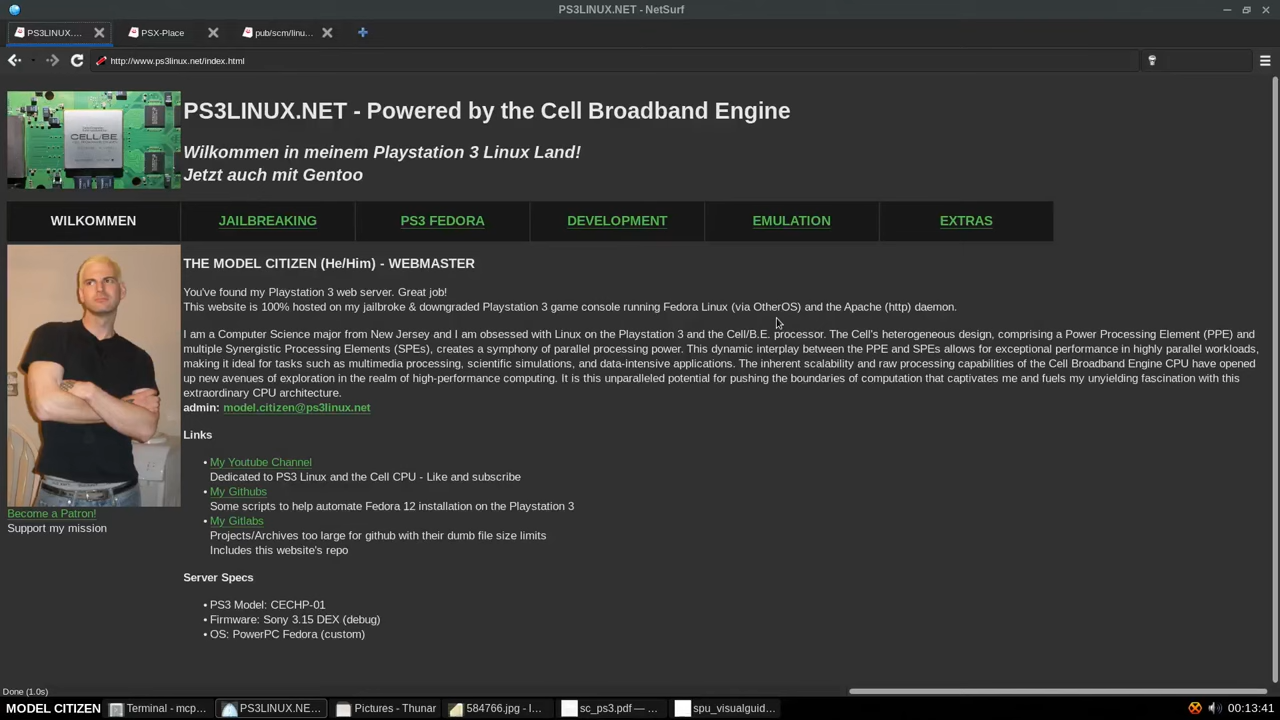 PS3LINUX.NET - NetSurf
PS3LINUX.... PSX-Place pub/scm/linu...
http://www.ps3linux.net/index.html
CELL/BE
PS3LINUX.NET - Powered by the Cell Broadband Engine
Wilkommen in meinem Playstation 3 Linux Land!
Jetzt auch mit Gentoo
WILKOMMEN JAILBREAKING PS3 FEDORA DEVELOPMENT EMULATION EXTRAS
THE MODEL CITIZEN (He/Him) - WEBMASTER
You've found my Playstation 3 web server. Great job!
This website is 100% hosted on my jailbroke & downgraded Playstation 3 game console running Fedora Linux (via OtherOS) and the Apache (http) daemon.
I am a Computer Science major from New Jersey and I am obsessed with Linux on the Playstation 3 and the Cell/B.E. processor. The Cell's heterogeneous design, comprising a Power Processing Element (PPE) and
multiple Synergistic Processing Elements (SPEs), creates a symphony of parallel processing power. This dynamic interplay between the PPE and SPEs allows for exceptional performance in highly parallel workloads,
making it ideal for tasks such as multimedia processing, scientific simulations, and data-intensive applications. The inherent scalability and raw processing capabilities of the Cell Broadband Engine CPU have opened
up new avenues of exploration in the realm of high-performance computing. It is this unparalleled potential for pushing the boundaries of computation that captivates me and fuels my unyielding fascination with this
extraordinary CPU architecture.
admin: model.citizen@ps3linux.net
Links
• My Youtube Channel
Dedicated to PS3 Linux and the Cell CPU - Like and subscribe
• My Githubs
Some scripts to help automate Fedora 12 installation on the Playstation 3
• My Gitlabs
Projects/Archives too large for github with their dumb file size limits
Includes this website's repo
Become a Patron!
Support my mission
Server Specs
• PS3 Model: CECHP-01
• Firmware: Sony 3.15 DEX (debug)
• OS: PowerPC Fedora (custom)
Done (1.0s)
MODEL CITIZEN Terminal - mcp... PS3LINUX.NE... Pictures - Thunar 584766.jpg - I... sc_ps3.pdf — ... spu_visualguid... 00:13:41